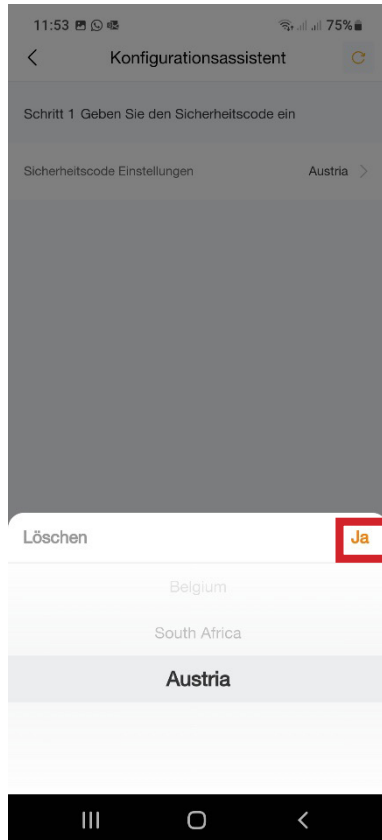 11:53 75%
Konfigurationsassistent
Schritt 1 Geben Sie den Sicherheitscode ein
Sicherheitscode Einstellungen Austria
Löschen Ja
Belgium
South Africa
Austria